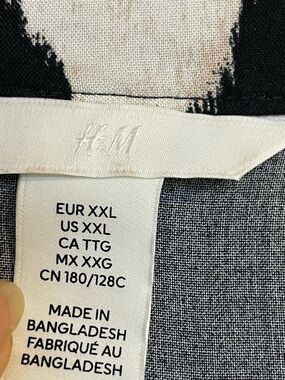 H&M
EUR XXL
US XXL
CA TTG
MX XXG
CN 180/128C
MADE IN
BANGLADESH
FABRIQUÉ AU
BANGLADESH